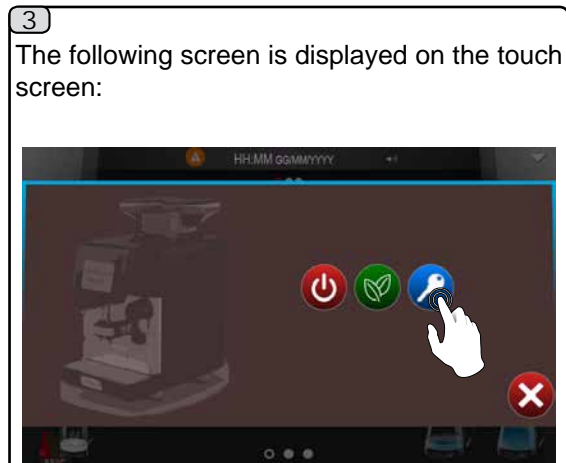 3
The following screen is displayed on the touch
screen:
HH:MM GG/MM/YYYY